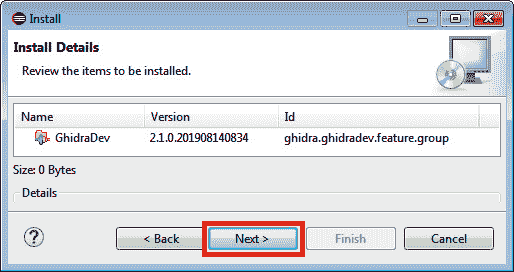 Install
Install Details
Review the items to be installed.
Name Version Id
GhidraDev 2.1.0.201908140834 ghidra.ghidradev.feature.group
Size: 0 Bytes
Details
? < Back Next > Finish Cancel